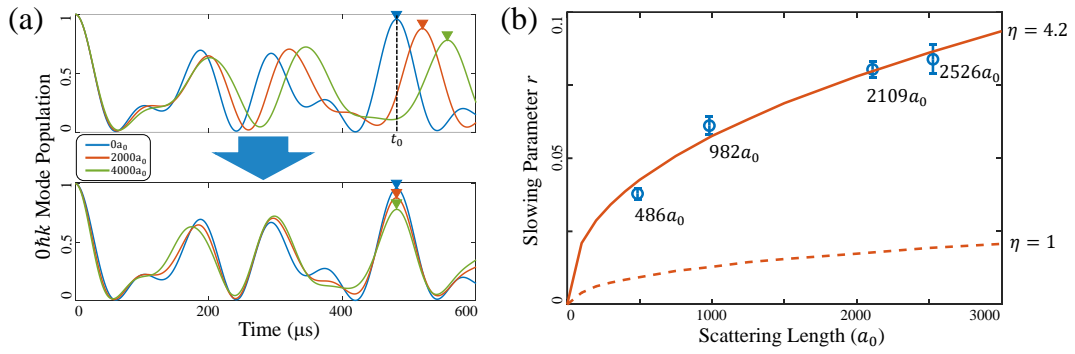 (a)
1
0.5
0
t₀
0a₀
2000a₀
4000a₀
1
0.5
0
0ℏk Mode Population
0
200
400
600
Time (μs)
(b)
0.1
0.05
0
Slowing Parameter r
η = 4.2
2526a₀
2109a₀
982a₀
486a₀
η = 1
0
1000
2000
3000
Scattering Length (a₀)